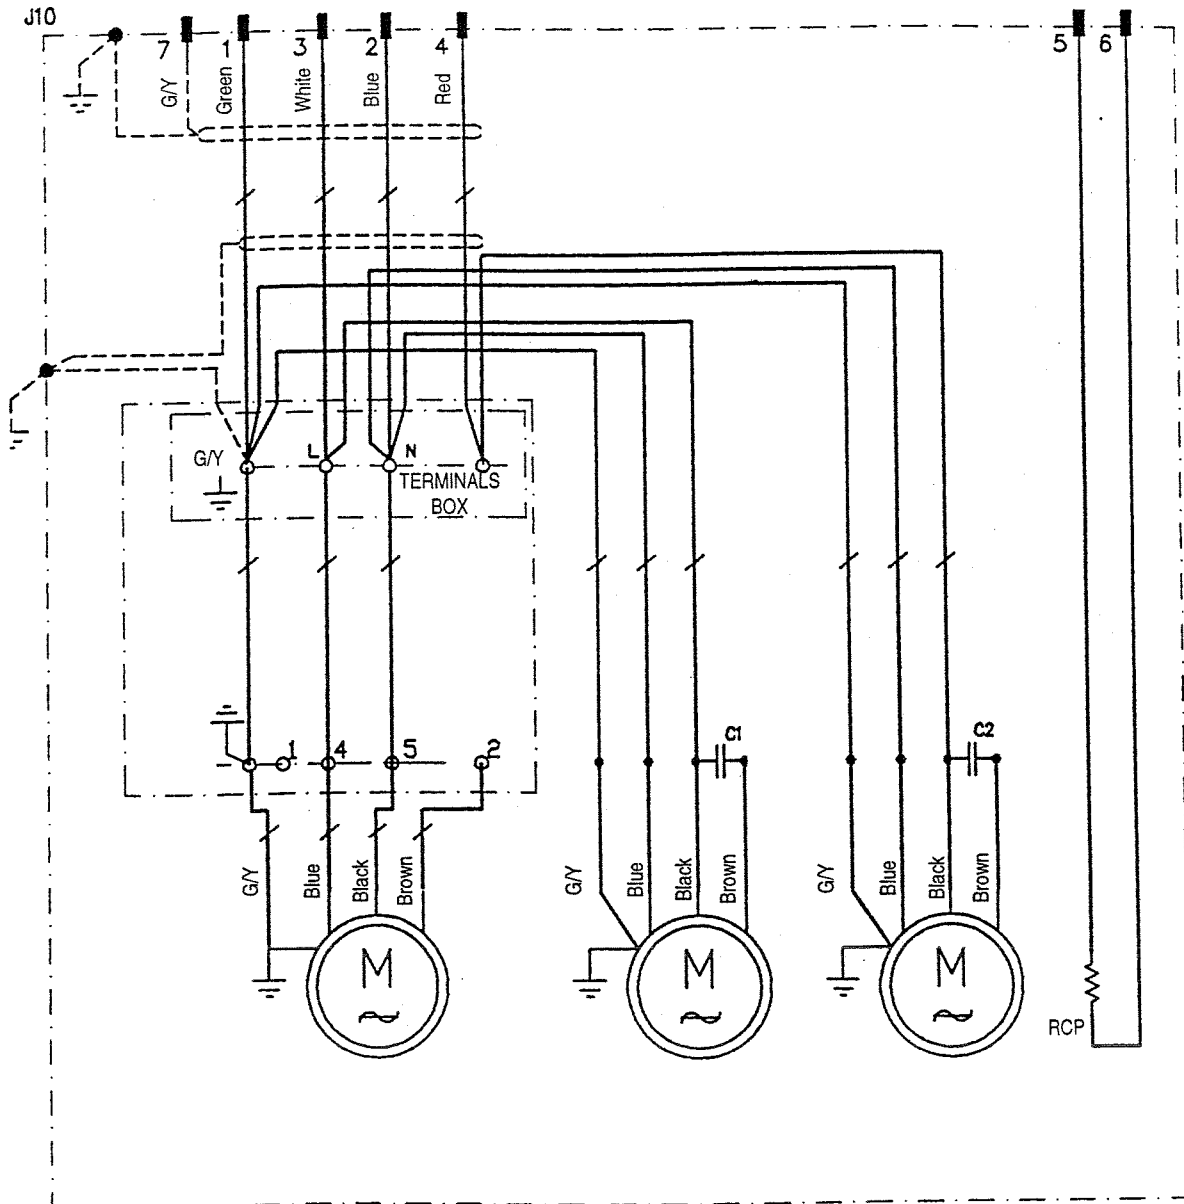 J10
7 1 3 2 4 5 6
G/Y Green White Blue Red
G/Y L N
TERMINALS
BOX
C1 C2
1 4 5 2
G/Y Blue Black Brown G/Y Blue Black Brown G/Y Blue Black Brown
M M M
RCP